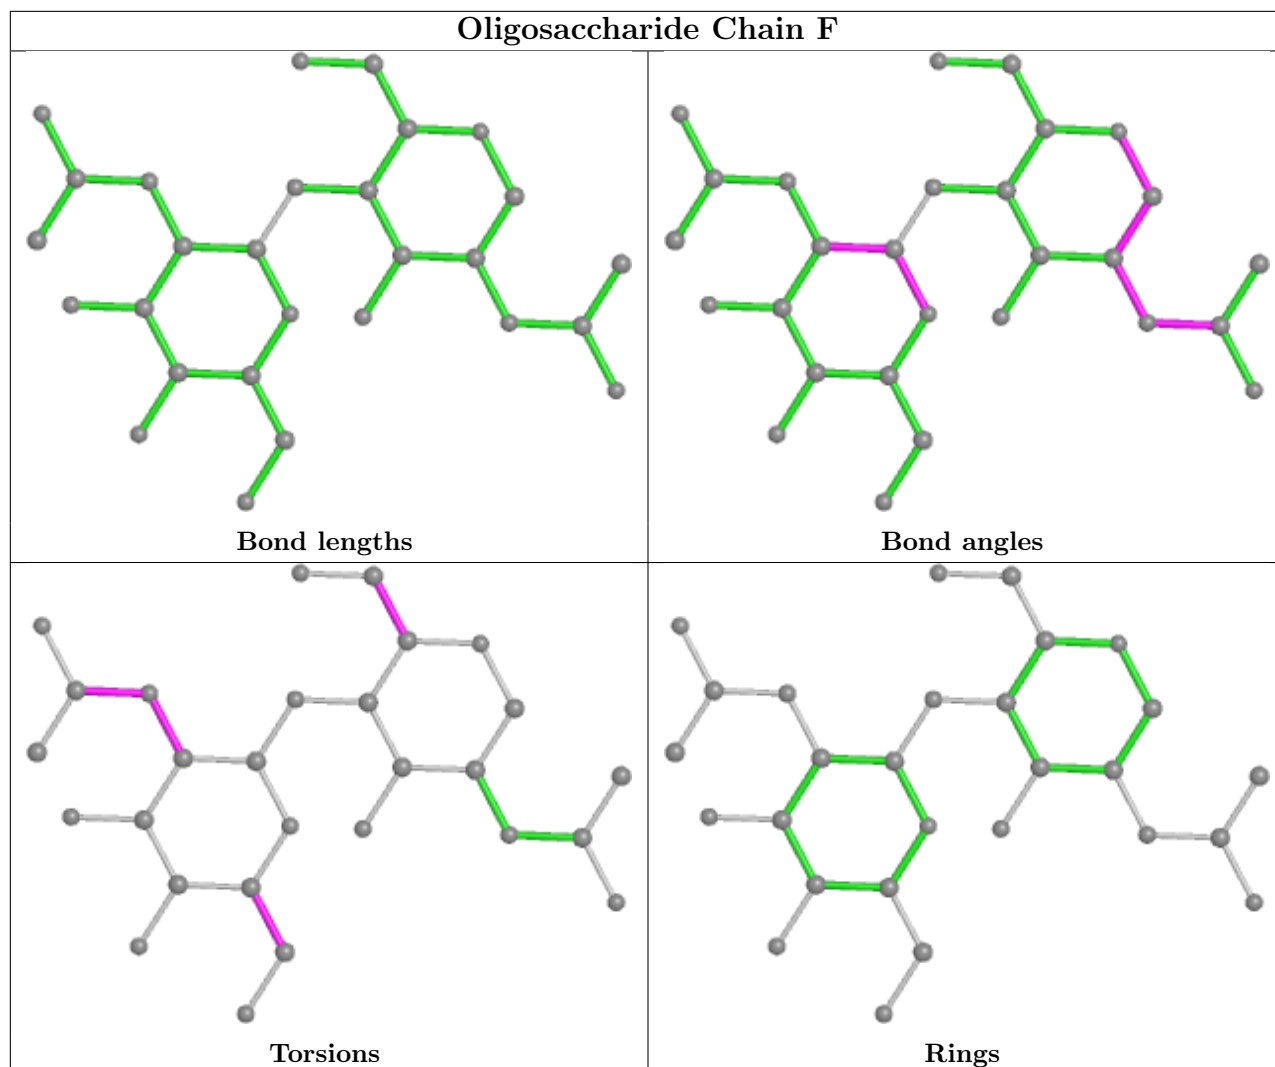 Oligosaccharide Chain F
Bond lengths
Bond angles
Torsions
Rings